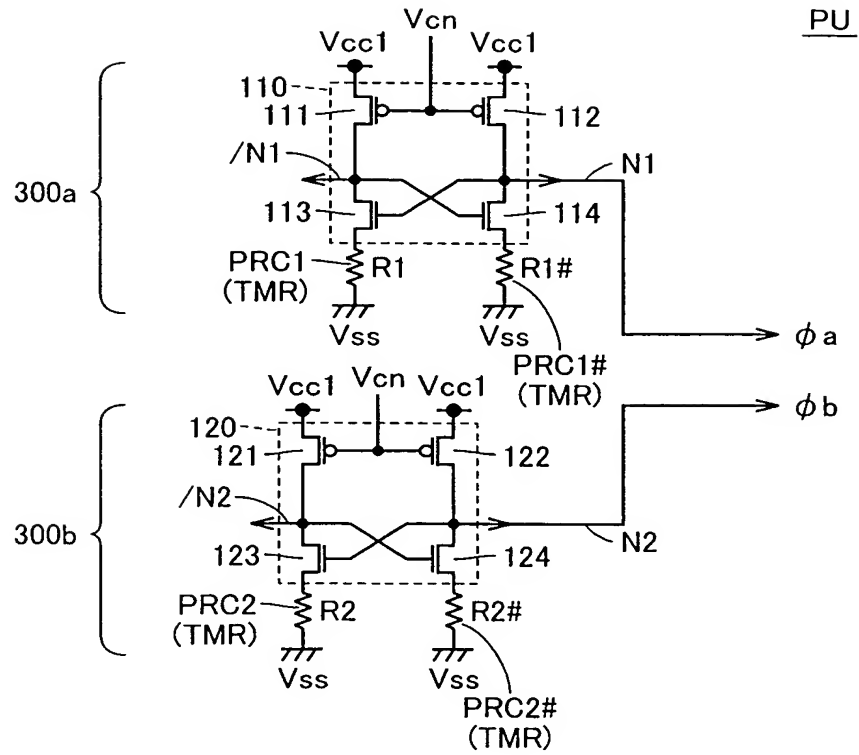 PU
Vcn
Vcc1 Vcc1
110
111 112
/N1 N1
300a
113 114
PRC1 R1 R1#
(TMR)
Vss Vss
PRC1#
(TMR)
ϕa
Vcc1 Vcn Vcc1
ϕb
120
121 122
/N2 N2
300b
123 124
PRC2 R2 R2#
(TMR)
Vss Vss
PRC2#
(TMR)